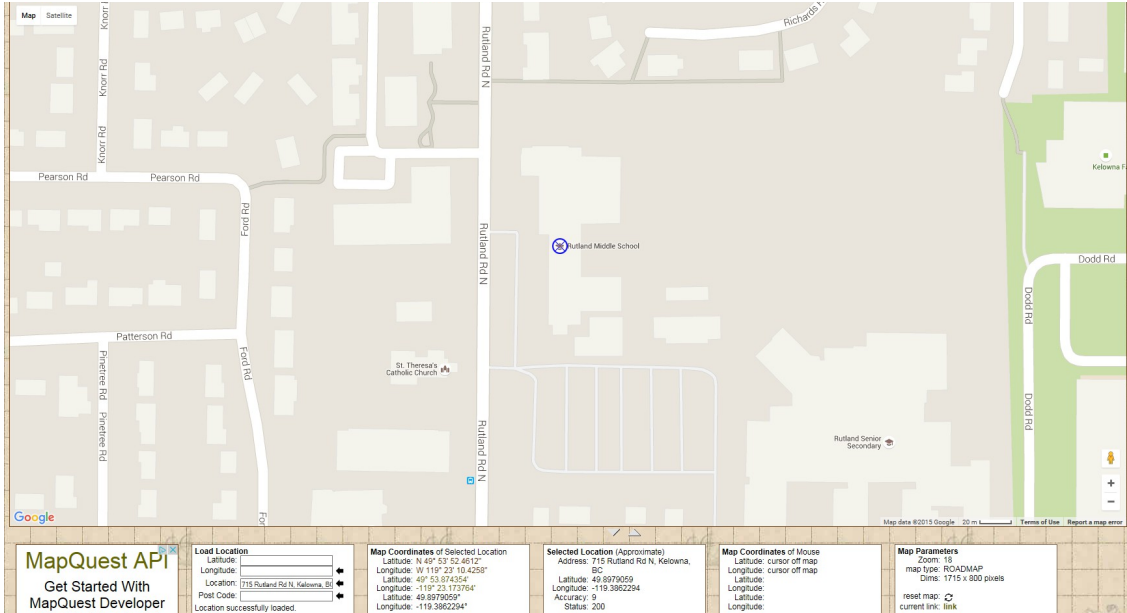 Map Satellite
Knorr Rd
Knorr Rd
Knorr Rd
Rutland Rd N
Richards
Pearson Rd
Pearson Rd
Ford Rd
Rutland Rd N
Rutland Middle School
Kelowna
Dodd Rd
Dodd Rd
Patterson Rd
Pinetree Rd
Ford Rd
St. Theresa's
Catholic Church
Pinetree Rd
Rutland Rd N
Dodd Rd
Rutland Senior
Secondary
For
+
−
Google
Map data ©2015 Google 20 m Terms of Use Report a map error
MapQuest API
Get Started With
MapQuest Developer
Load Location
Latitude:
Longitude:
Location: 715 Rutland Rd N, Kelowna, BC
Post Code:
Location successfully loaded.
Map Coordinates of Selected Location
Latitude: N 49° 53' 52.4612"
Longitude: W 119° 23' 10.4258"
Latitude: 49° 53.874354'
Longitude: -119° 23.173764'
Latitude: 49.8979059°
Longitude: -119.3862294°
Selected Location (Approximate)
Address: 715 Rutland Rd N, Kelowna,
BC
Latitude: 49.8979059
Longitude: -119.3862294
Accuracy: 9
Status: 200
Map Coordinates of Mouse
Latitude: cursor off map
Longitude: cursor off map
Latitude:
Longitude:
Latitude:
Longitude:
Map Parameters
Zoom: 18
map type: ROADMAP
Dims: 1715 x 800 pixels
reset map:
current link: link